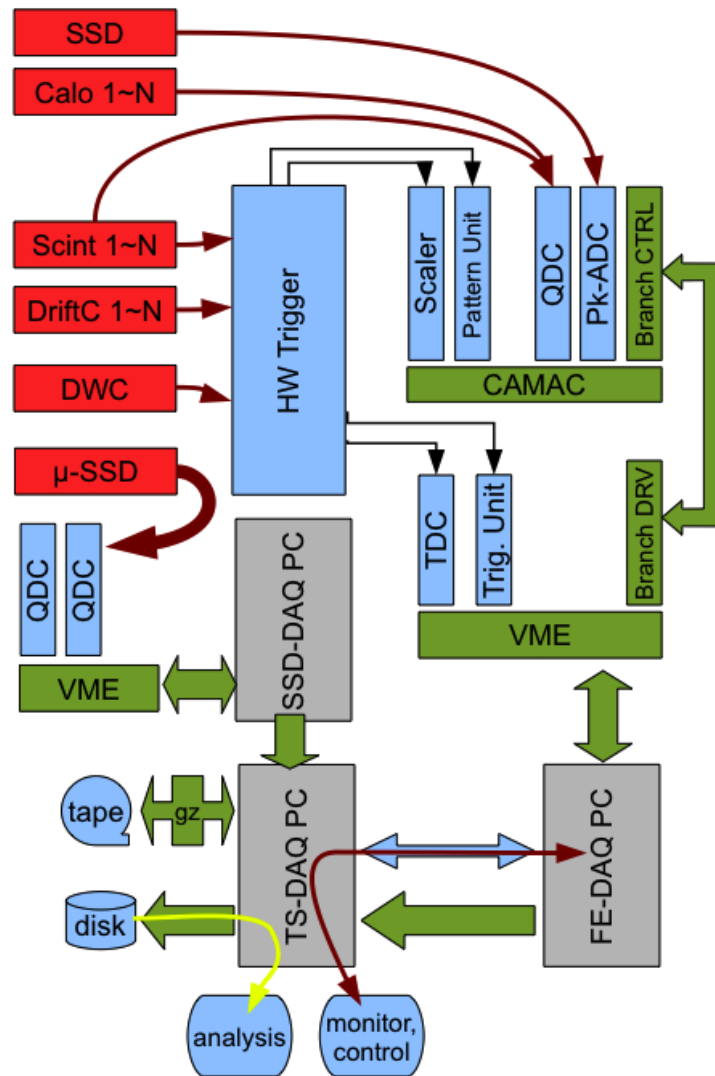 SSD
Calo 1~N
Scint 1~N
DriftC 1~N
DWC
µ-SSD
HW Trigger
Scaler
Pattern Unit
QDC
Pk-ADC
Branch CTRL
CAMAC
TDC
Trig. Unit
Branch DRV
VME
QDC
QDC
VME
SSD-DAQ PC
tape
gz
TS-DAQ PC
FE-DAQ PC
disk
analysis
monitor,
control